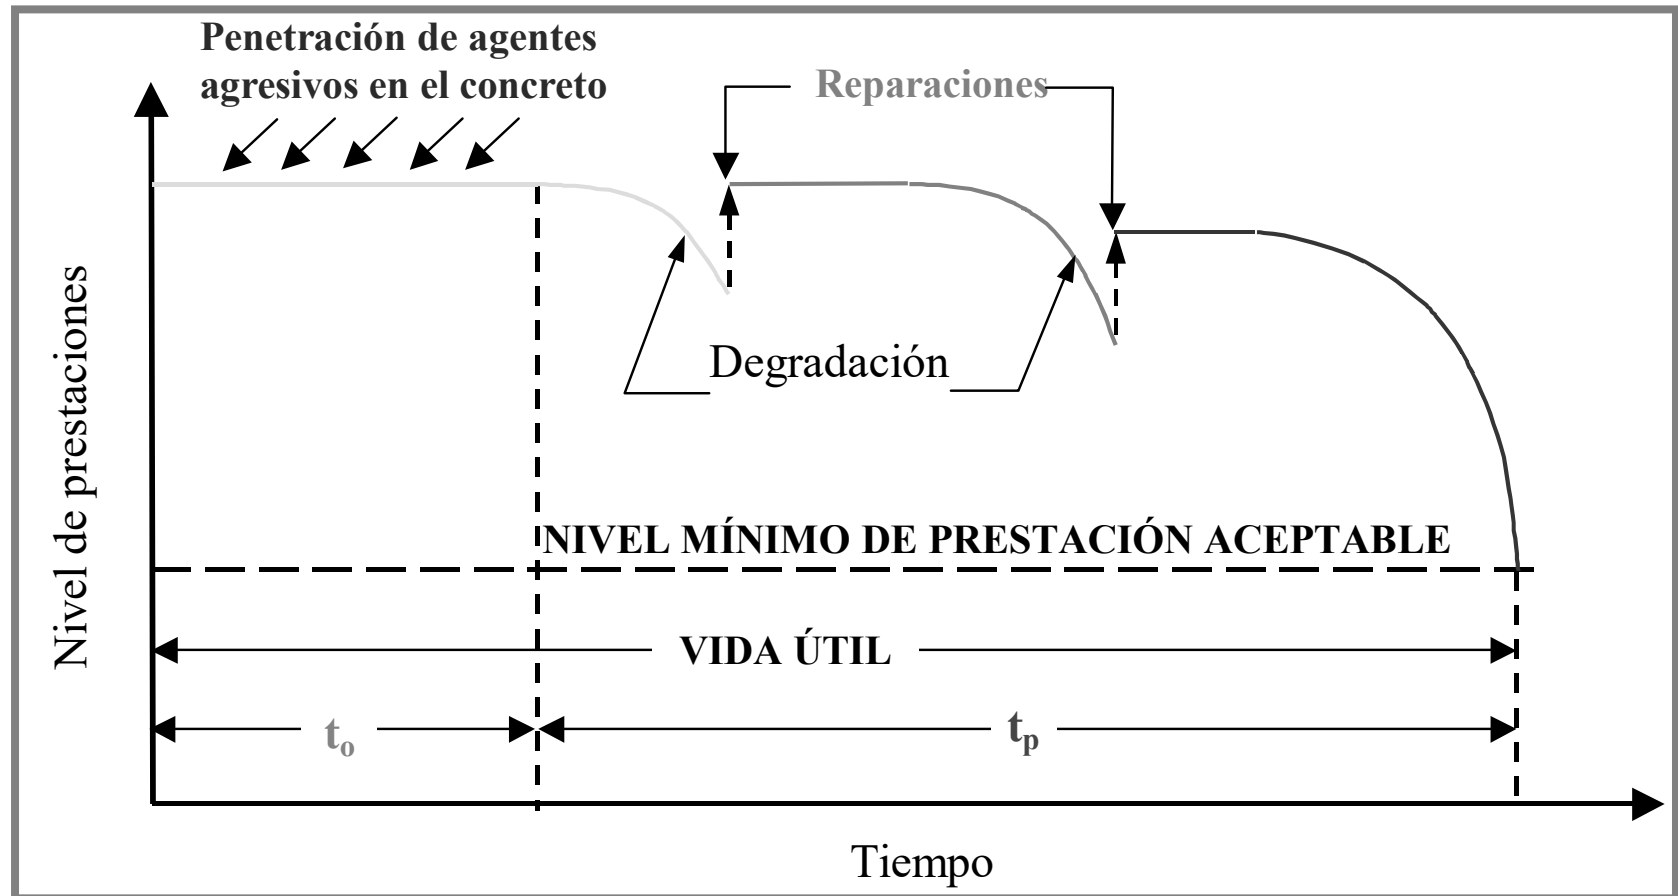 Penetración de agentes
agresivos en el concreto
Reparaciones
Degradación
Nivel de prestaciones
NIVEL MÍNIMO DE PRESTACIÓN ACEPTABLE
VIDA ÚTIL
to
tp
Tiempo